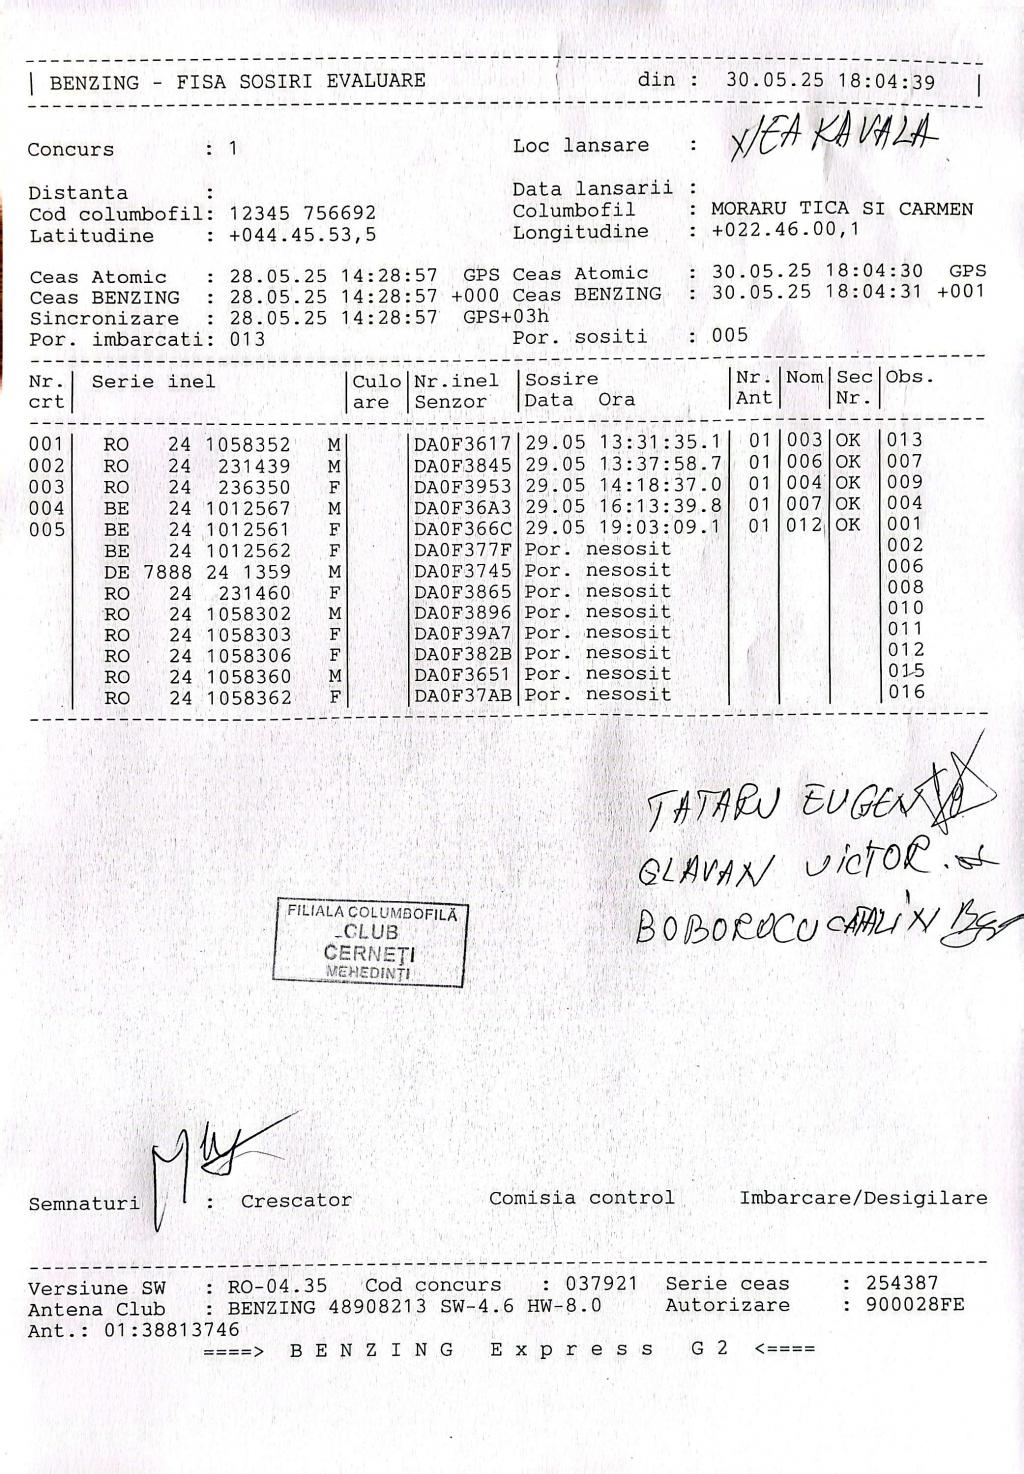 | BENZING - FISA SOSIRI EVALUARE din : 30.05.25 18:04:39 |
Concurs : 1 Loc lansare : KAVALA
Distanta : Data lansarii :
Cod columbofil: 12345 756692 Columbofil : MORARU TICA SI CARMEN
Latitudine : +044.45.53,5 Longitudine : +022.46.00,1
Ceas Atomic : 28.05.25 14:28:57 GPS Ceas Atomic : 30.05.25 18:04:30 GPS
Ceas BENZING : 28.05.25 14:28:57 +000 Ceas BENZING : 30.05.25 18:04:31 +001
Sincronizare : 28.05.25 14:28:57 GPS+03h
Por. imbarcati: 013 Por. sositi : 005
Nr. | Serie inel | Culo | Nr.inel | Sosire | Nr. | Nom | Sec | Obs.
crt | | are | Senzor | Data Ora | Ant | | Nr. |
001 | RO 24 1058352 M | | DA0F3617 | 29.05 13:31:35.1 | 01 | 003 | OK | 013
002 | RO 24 231439 M | | DA0F3845 | 29.05 13:37:58.7 | 01 | 006 | OK | 007
003 | RO 24 236350 F | | DA0F3953 | 29.05 14:18:37.0 | 01 | 004 | OK | 009
004 | BE 24 1012567 M | | DA0F36A3 | 29.05 16:13:39.8 | 01 | 007 | OK | 004
005 | BE 24 1012561 F | | DA0F366C | 29.05 19:03:09.1 | 01 | 012 | OK | 001
BE 24 1012562 F | | DA0F377F | Por. nesosit | | | | 002
DE 7888 24 1359 M | | DA0F3745 | Por. nesosit | | | | 006
RO 24 231460 F | | DA0F3865 | Por. nesosit | | | | 008
RO 24 1058302 M | | DA0F3896 | Por. nesosit | | | | 010
RO 24 1058303 F | | DA0F39A7 | Por. nesosit | | | | 011
RO 24 1058306 F | | DA0F382B | Por. nesosit | | | | 012
RO 24 1058360 M | | DA0F3651 | Por. nesosit | | | | 015
RO 24 1058362 F | | DA0F37AB | Por. nesosit | | | | 016
TATARU EUGEN
GLAVAN VICTOR
BOBOROCU CATALIN
FILIALA COLUMBOFILĂ
CLUB
CERNEȚI
MEHEDINȚI
Semnaturi : Crescator Comisia control Imbarcare/Desigilare
Versiune SW : RO-04.35 Cod concurs : 037921 Serie ceas : 254387
Antena Club : BENZING 48908213 SW-4.6 HW-8.0 Autorizare : 900028FE
Ant.: 01:38813746
====> B E N Z I N G E x p r e s s G 2 <====